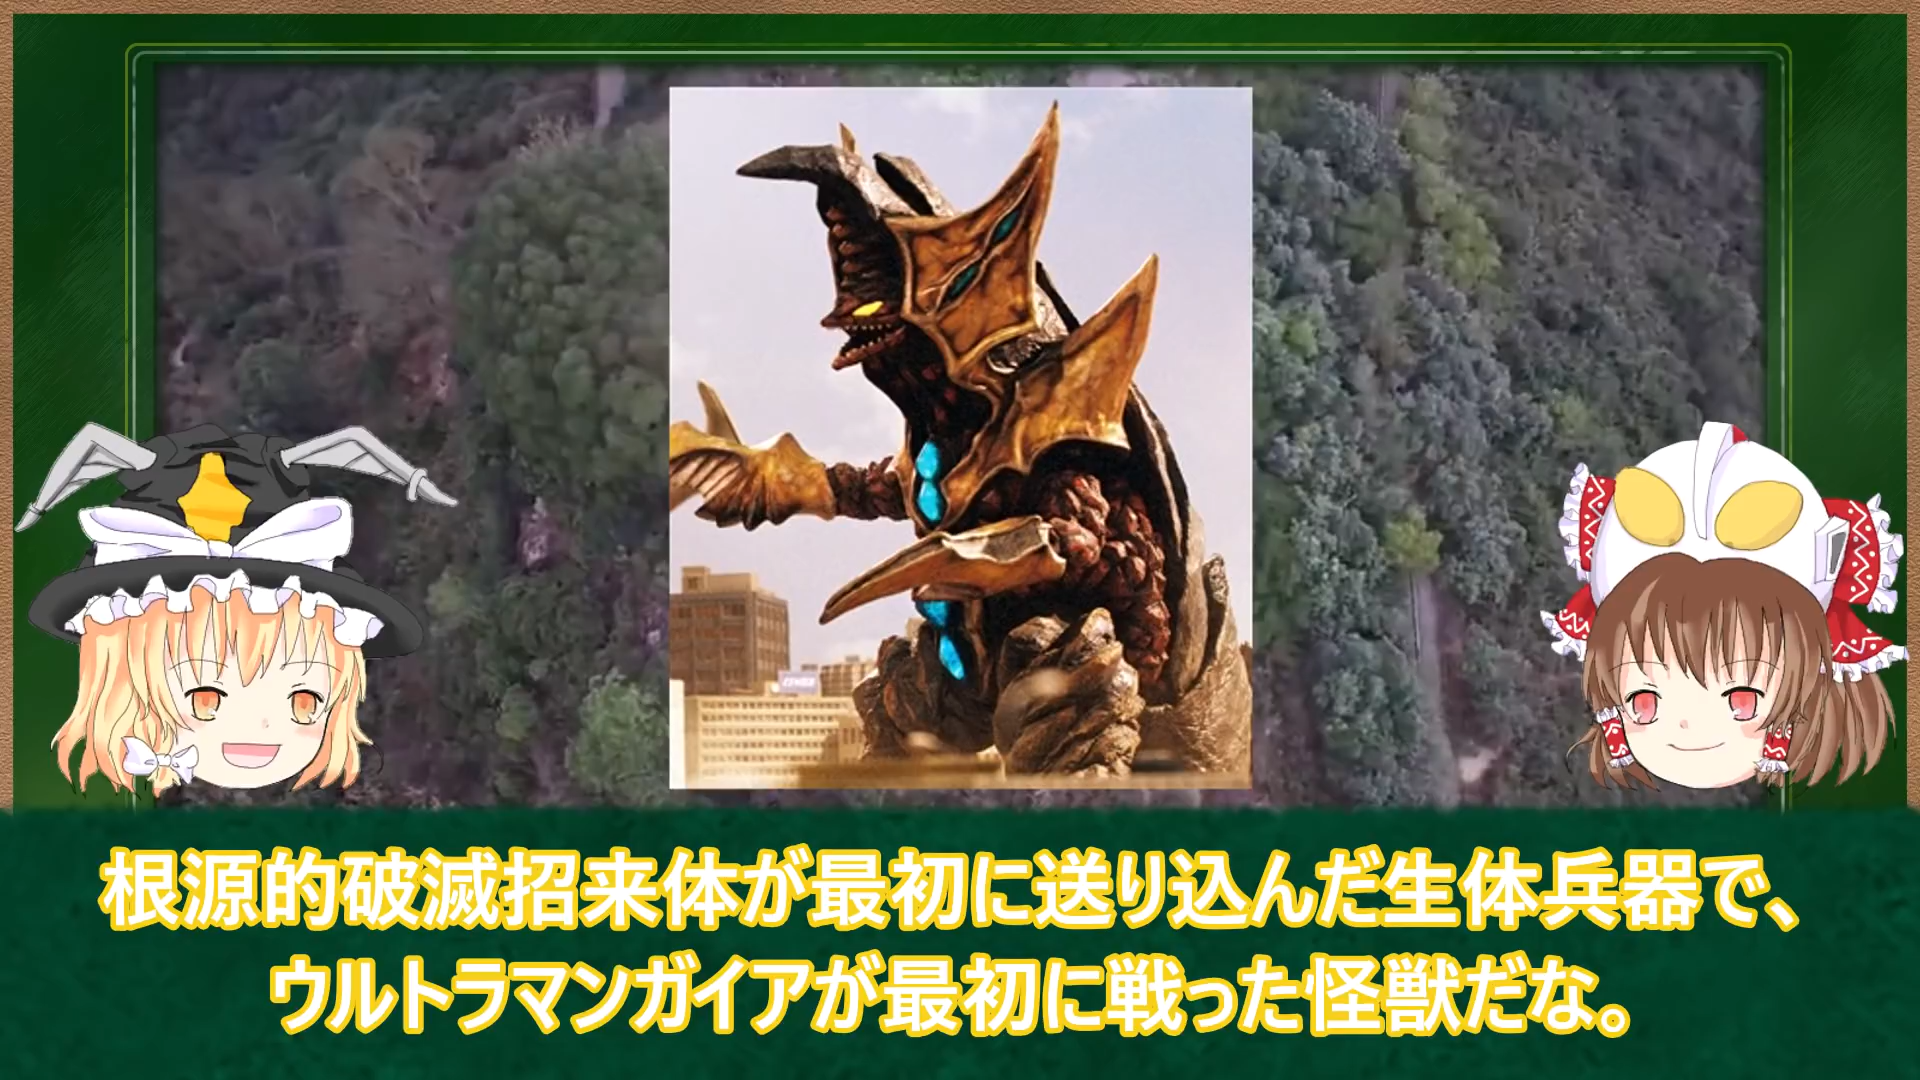 根源的破滅招来体が最初に送り込んだ生体兵器で、
ウルトラマンガイアが最初に戦った怪獣だな。